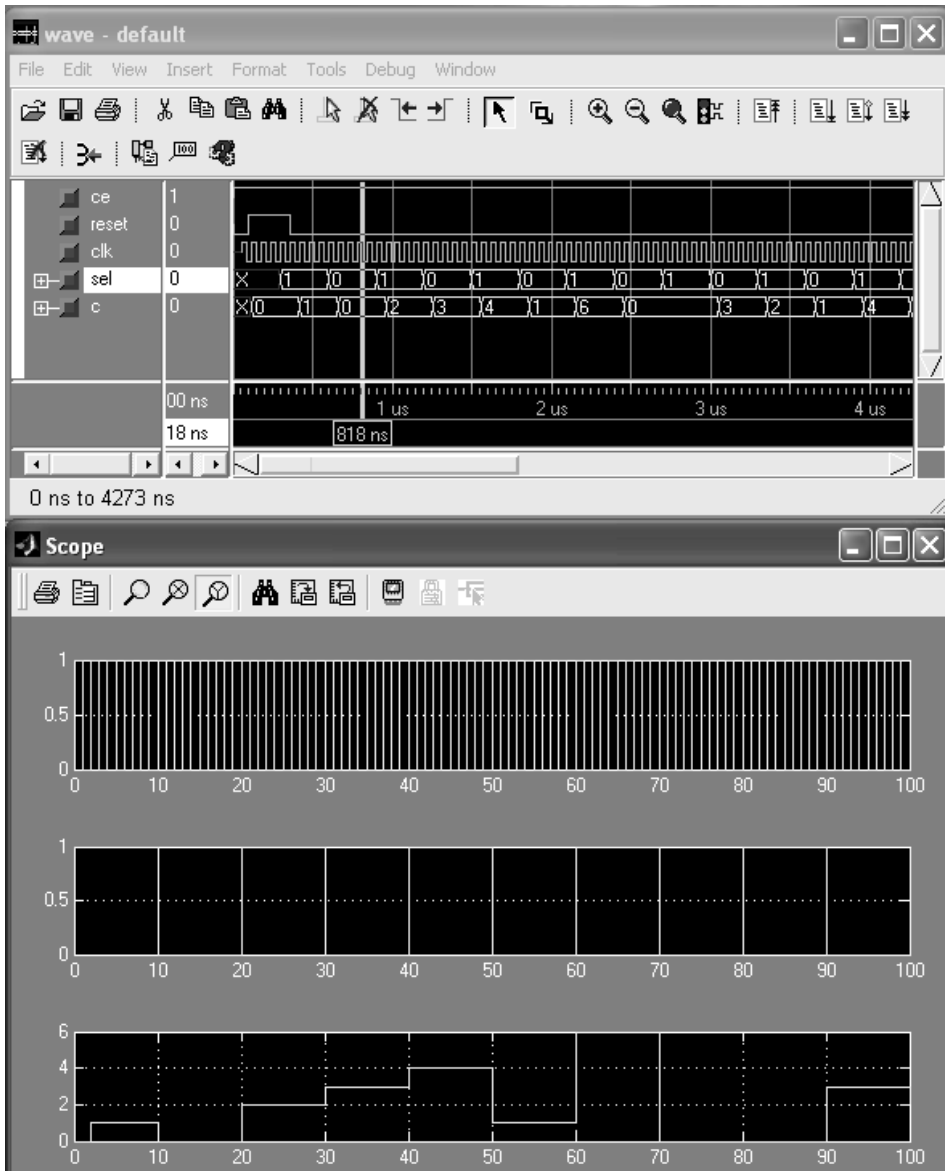 wave - default
File Edit View Insert Format Tools Debug Window
ce 1
reset 0
clk 0
sel 0 X 1 0 1 0 1 0 1 0 1 0 1 0 1
c 0 X 0 1 0 2 3 4 1 6 0 3 2 1 4
00 ns 1 us 2 us 3 us 4 us
18 ns 818 ns
0 ns to 4273 ns
Scope
1
0.5
0
0 10 20 30 40 50 60 70 80 90 100
1
0.5
0
0 10 20 30 40 50 60 70 80 90 100
6
4
2
0
0 10 20 30 40 50 60 70 80 90 100